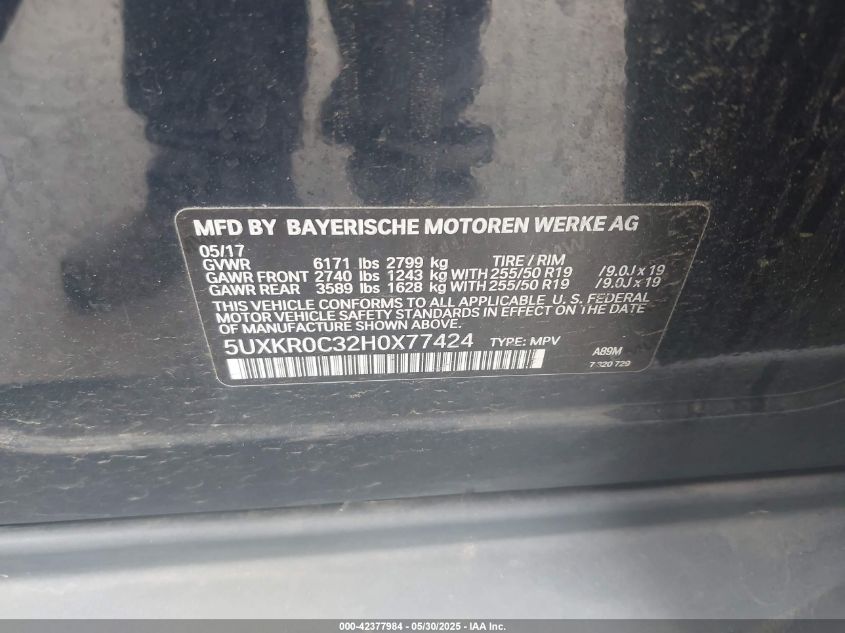 MFD BY BAYERISCHE MOTOREN WERKE AG
05/17
GVWR 6171 lbs 2799 kg TIRE / RIM
GAWR FRONT 2740 lbs 1243 kg WITH 255/50 R19 /9.0J x 19
GAWR REAR 3589 lbs 1628 kg WITH 255/50 R19 /9.0J x 19
THIS VEHICLE CONFORMS TO ALL APPLICABLE U. S. FEDERAL
MOTOR VEHICLE SAFETY STANDARDS IN EFFECT ON THE DATE
OF MANUFACTURE SHOWN ABOVE.
5UXKR0C32H0X77424 TYPE: MPV A89M
7 320 729
000-42377984 - 05/30/2025 - IAA Inc.